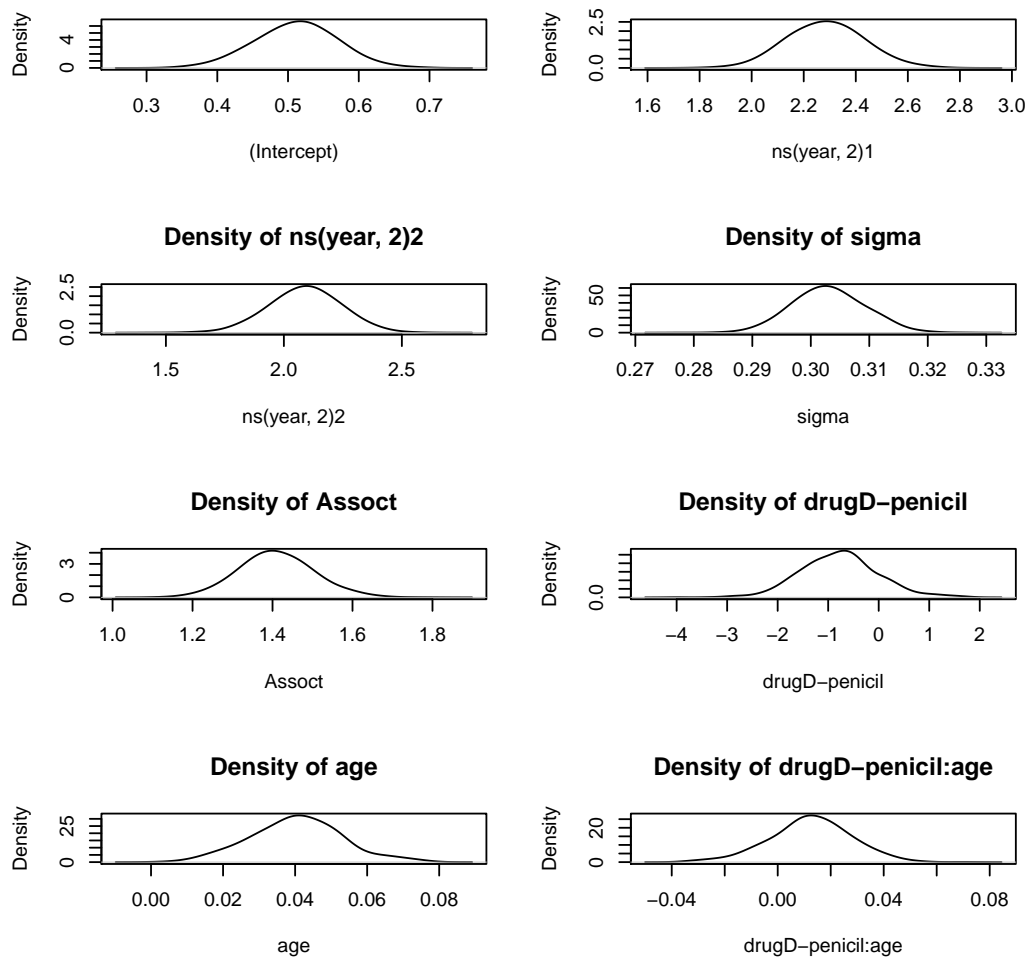 Density
4
0
0.3 0.4 0.5 0.6 0.7
(Intercept)
Density
2.5
0.0
1.6 1.8 2.0 2.2 2.4 2.6 2.8 3.0
ns(year, 2)1
Density of ns(year, 2)2
Density
2.5
0.0
1.5 2.0 2.5
ns(year, 2)2
Density of sigma
Density
50
0
0.27 0.28 0.29 0.30 0.31 0.32 0.33
sigma
Density of Assoct
Density
3
0
1.0 1.2 1.4 1.6 1.8
Assoct
Density of drugD−penicil
Density
0.0
−4 −3 −2 −1 0 1 2
drugD−penicil
Density of age
Density
25
0
0.00 0.02 0.04 0.06 0.08
age
Density of drugD−penicil:age
Density
20
0
−0.04 0.00 0.04 0.08
drugD−penicil:age